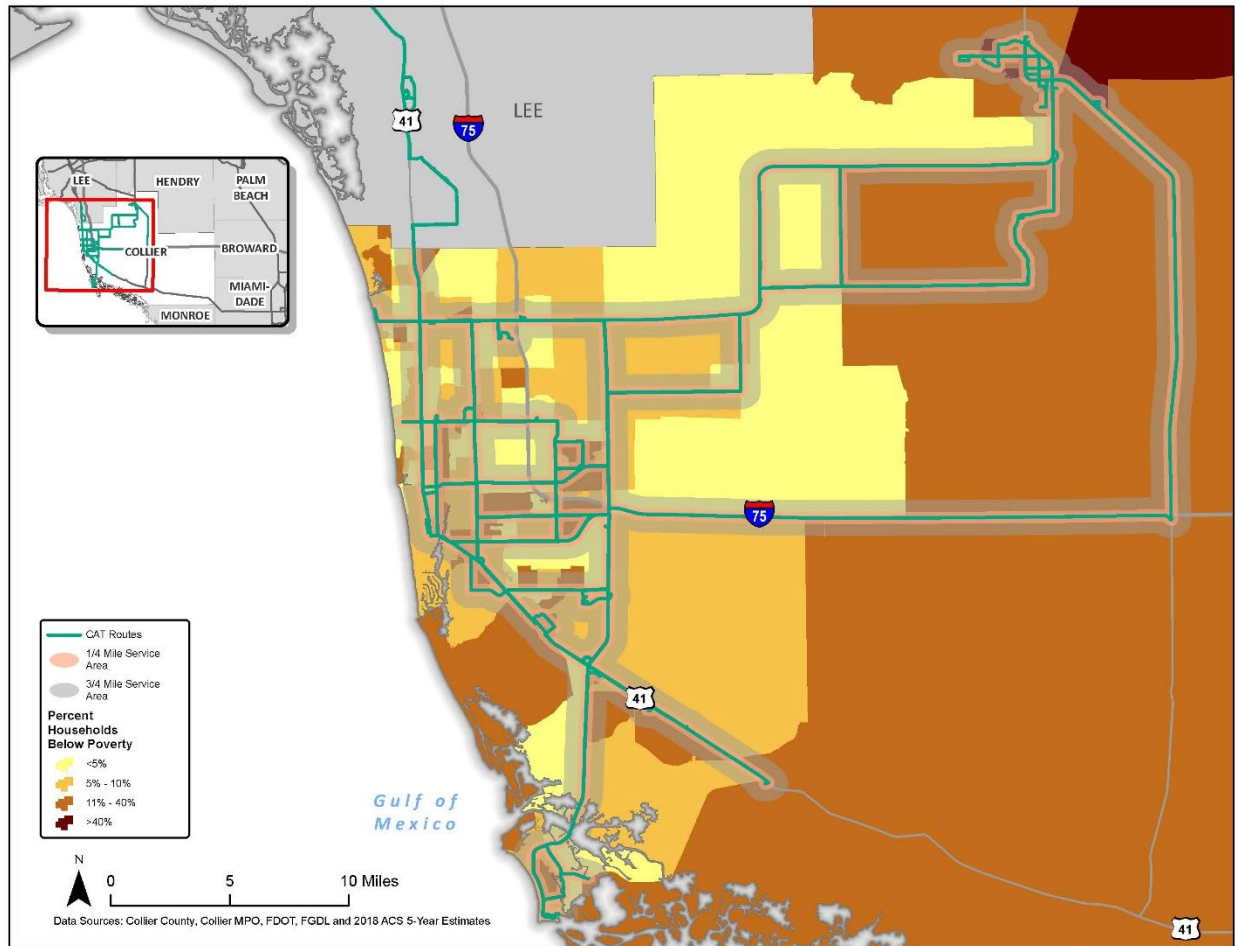 41
75
LEE
LEE
HENDRY
PALM
BEACH
COLLIER
BROWARD
MIAMI-
DADE
MONROE
75
41
CAT Routes
1/4 Mile Service
Area
3/4 Mile Service
Area
Percent
Households
Below Poverty
<5%
5% - 10%
11% - 40%
>40%
Gulf of
Mexico
N
0 5 10 Miles
Data Sources: Collier County, Collier MPO, FDOT, FGDL and 2018 ACS 5-Year Estimates
41